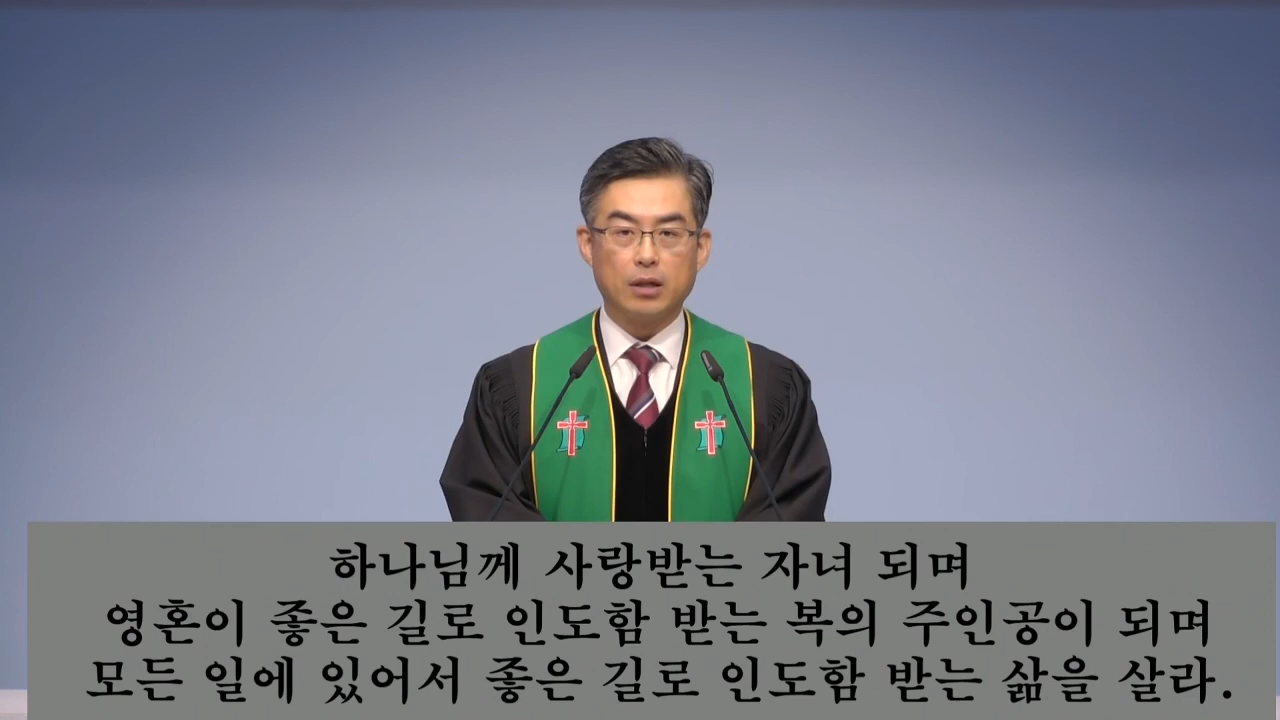 하나님께 사랑받는 자녀 되며
영혼이 좋은 길로 인도함 받는 복의 주인공이 되며
모든 일에 있어서 좋은 길로 인도함 받는 삶을 살라.